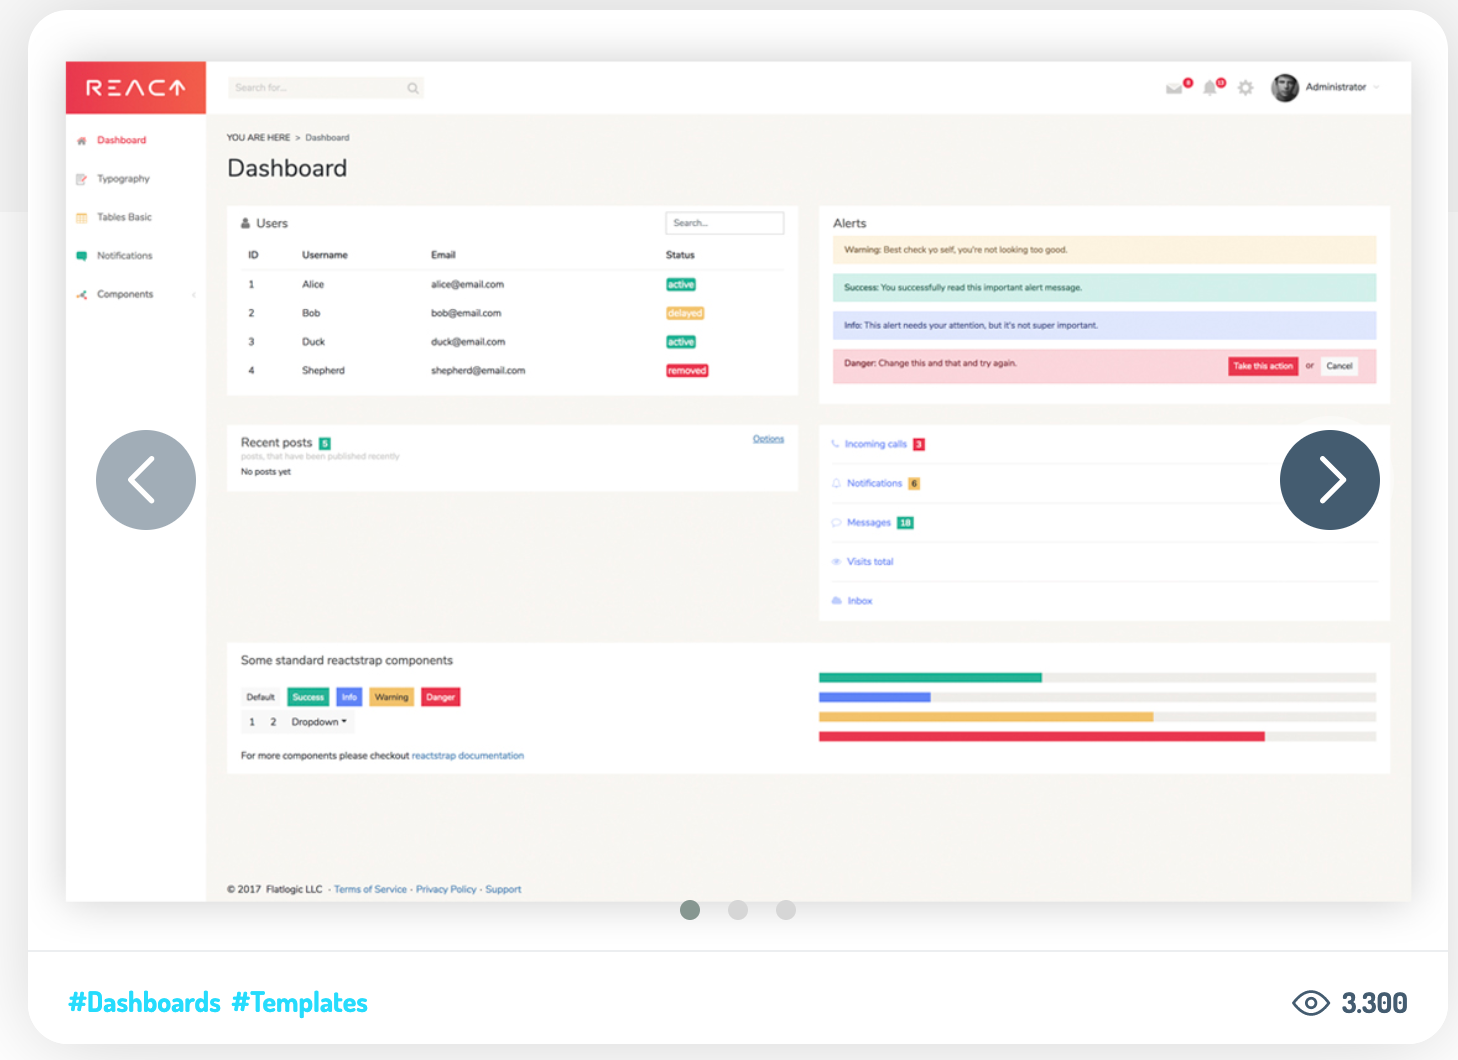 REACT
Search for...
9
13
Administrator
Dashboard
Typography
Tables Basic
Notifications
Components
YOU ARE HERE > Dashboard
Dashboard
Users
Search...
ID Username Email Status
1 Alice alice@email.com active
2 Bob bob@email.com delayed
3 Duck duck@email.com active
4 Shepherd shepherd@email.com removed
Alerts
Warning: Best check yo self, you're not looking too good.
Success: You successfully read this important alert message.
Info: This alert needs your attention, but it's not super important.
Danger: Change this and that and try again. Take this action or Cancel
Recent posts 5 Options
posts, that have been published recently
No posts yet
Incoming calls 3
Notifications 6
Messages 18
Visits total
Inbox
Some standard reactstrap components
Default Success Info Warning Danger
1 2 Dropdown
For more components please checkout reactstrap documentation
© 2017 Flatlogic LLC - Terms of Service - Privacy Policy - Support
#Dashboards #Templates
3.300